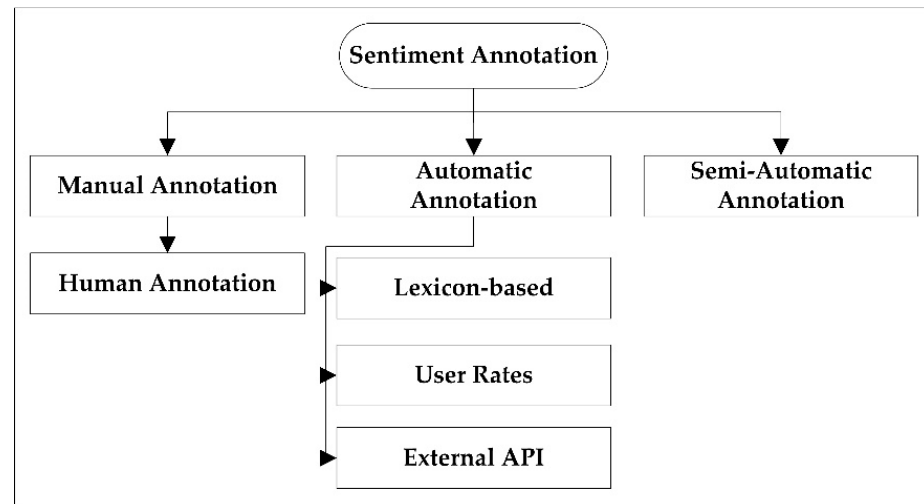 Sentiment Annotation
Manual Annotation
Automatic
Annotation
Semi-Automatic
Annotation
Human Annotation
Lexicon-based
User Rates
External API